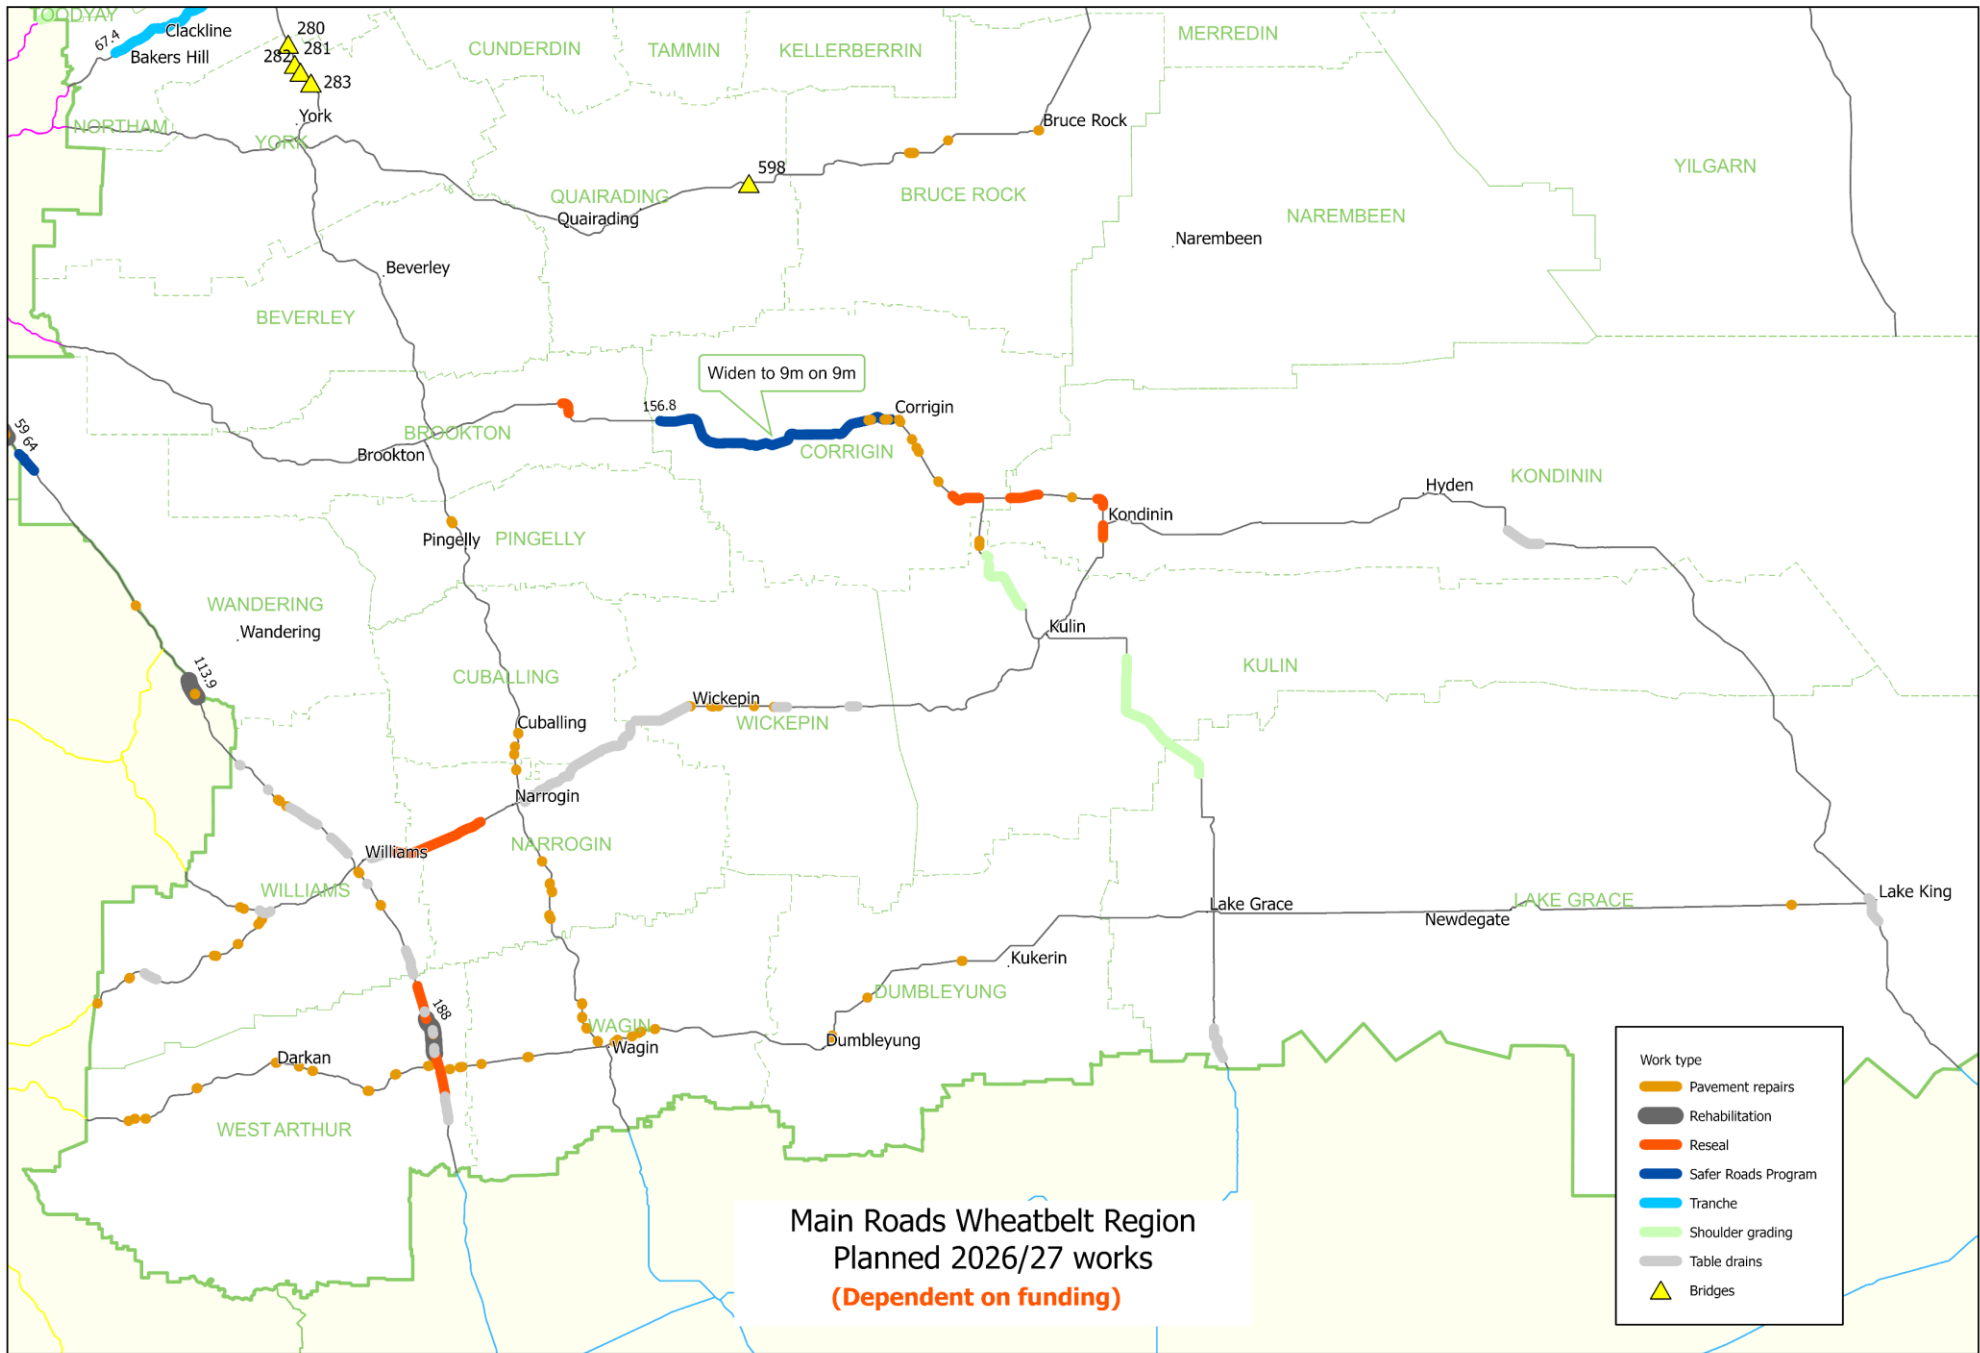 TOODYAY
Clackline
67.4
Bakers Hill
280
281
282
283
CUNDERDIN
TAMMIN
KELLERBERRIN
MERREDIN
NORTHAM
York
YORK
Bruce Rock
598
QUAIRADING
Quairading
BRUCE ROCK
YILGARN
NAREMBEEN
Narembeen
Beverley
BEVERLEY
Widen to 9m on 9m
156.8
Corrigin
CORRIGIN
BROOKTON
Brookton
59
64
Hyden
KONDININ
Kondinin
Pingelly
PINGELLY
WANDERING
Wandering
Kulin
KULIN
113.9
CUBALLING
Cuballing
Wickepin
WICKEPIN
Narrogin
NARROGIN
Williams
WILLIAMS
Lake Grace
LAKE GRACE
Newdegate
Lake King
Kukerin
DUMBLEYUNG
Dumbleyung
188
WAGIN
Wagin
Darkan
WEST ARTHUR
Main Roads Wheatbelt Region
Planned 2026/27 works
(Dependent on funding)
Work type
Pavement repairs
Rehabilitation
Reseal
Safer Roads Program
Tranche
Shoulder grading
Table drains
Bridges